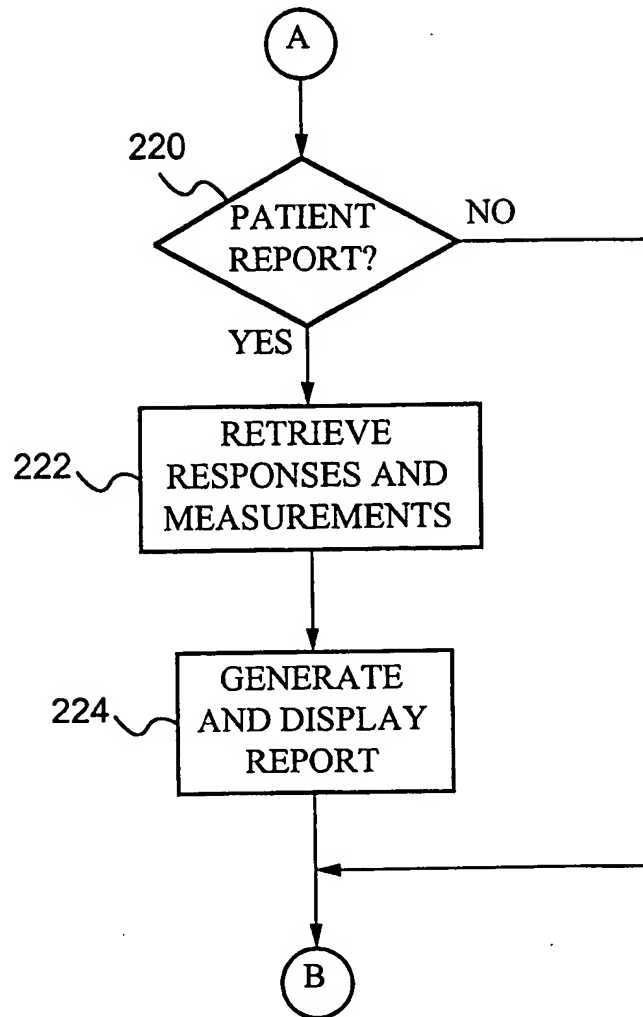 A
220
PATIENT
REPORT?
NO
YES
222
RETRIEVE
RESPONSES AND
MEASUREMENTS
224
GENERATE
AND DISPLAY
REPORT
B